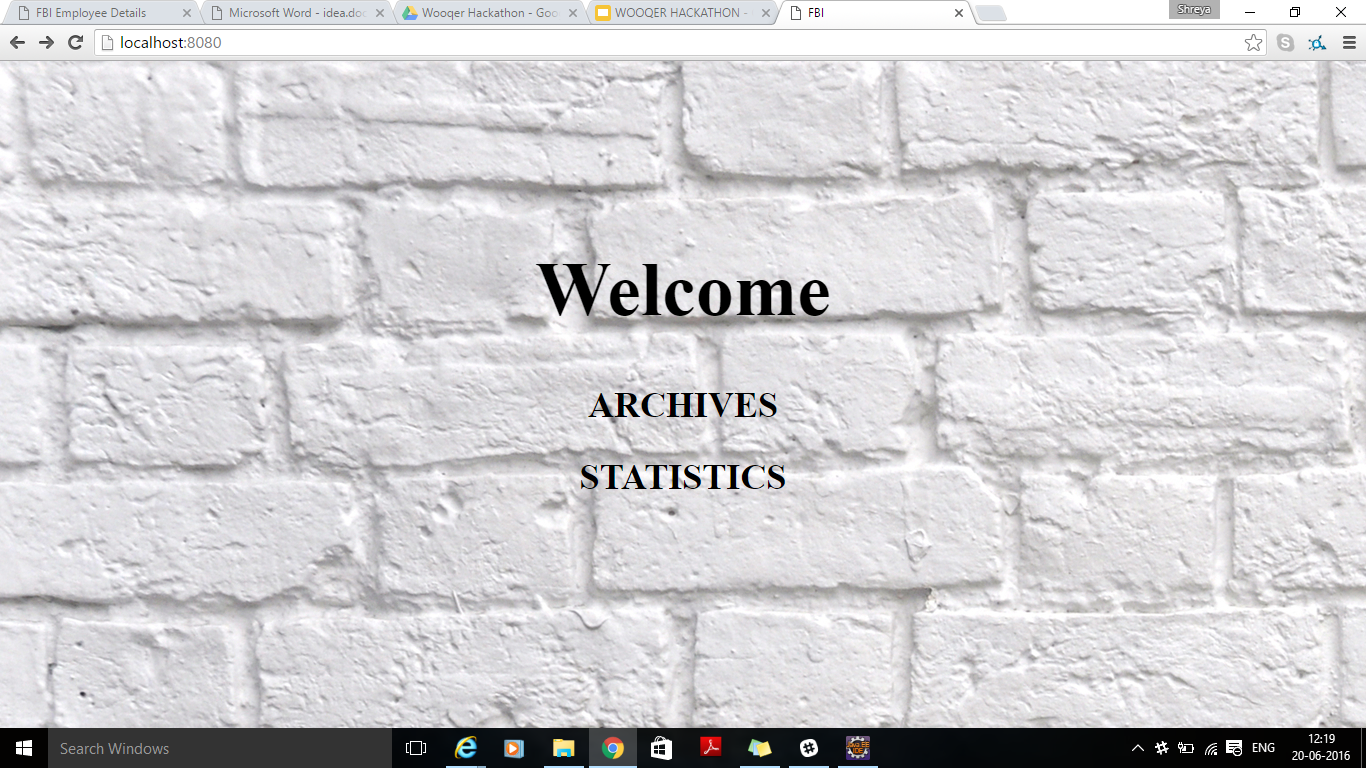 FBI Employee Details
Microsoft Word - idea.doc
Wooqer Hackathon - Goo
WOOQER HACKATHON -
FBI
Shreya
localhost:8080
Welcome
ARCHIVES
STATISTICS
Search Windows
ENG
12:19
20-06-2016